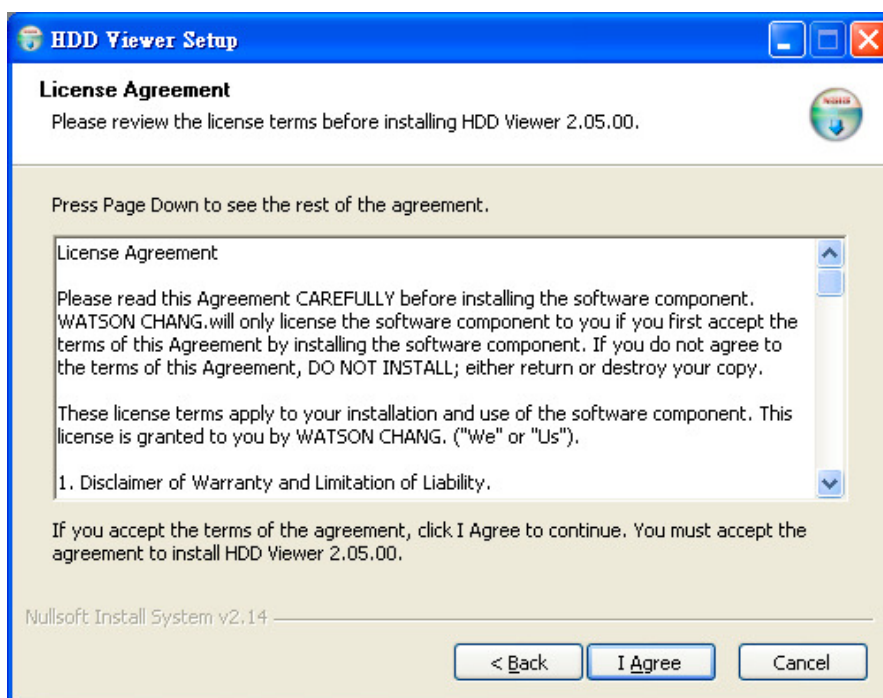 HDD Viewer Setup
License Agreement
Please review the license terms before installing HDD Viewer 2.05.00.
Press Page Down to see the rest of the agreement.
License Agreement
Please read this Agreement CAREFULLY before installing the software component.
WATSON CHANG.will only license the software component to you if you first accept the
terms of this Agreement by installing the software component. If you do not agree to
the terms of this Agreement, DO NOT INSTALL; either return or destroy your copy.
These license terms apply to your installation and use of the software component. This
license is granted to you by WATSON CHANG. ("We" or "Us").
1. Disclaimer of Warranty and Limitation of Liability.
If you accept the terms of the agreement, click I Agree to continue. You must accept the
agreement to install HDD Viewer 2.05.00.
Nullsoft Install System v2.14
< Back
I Agree
Cancel